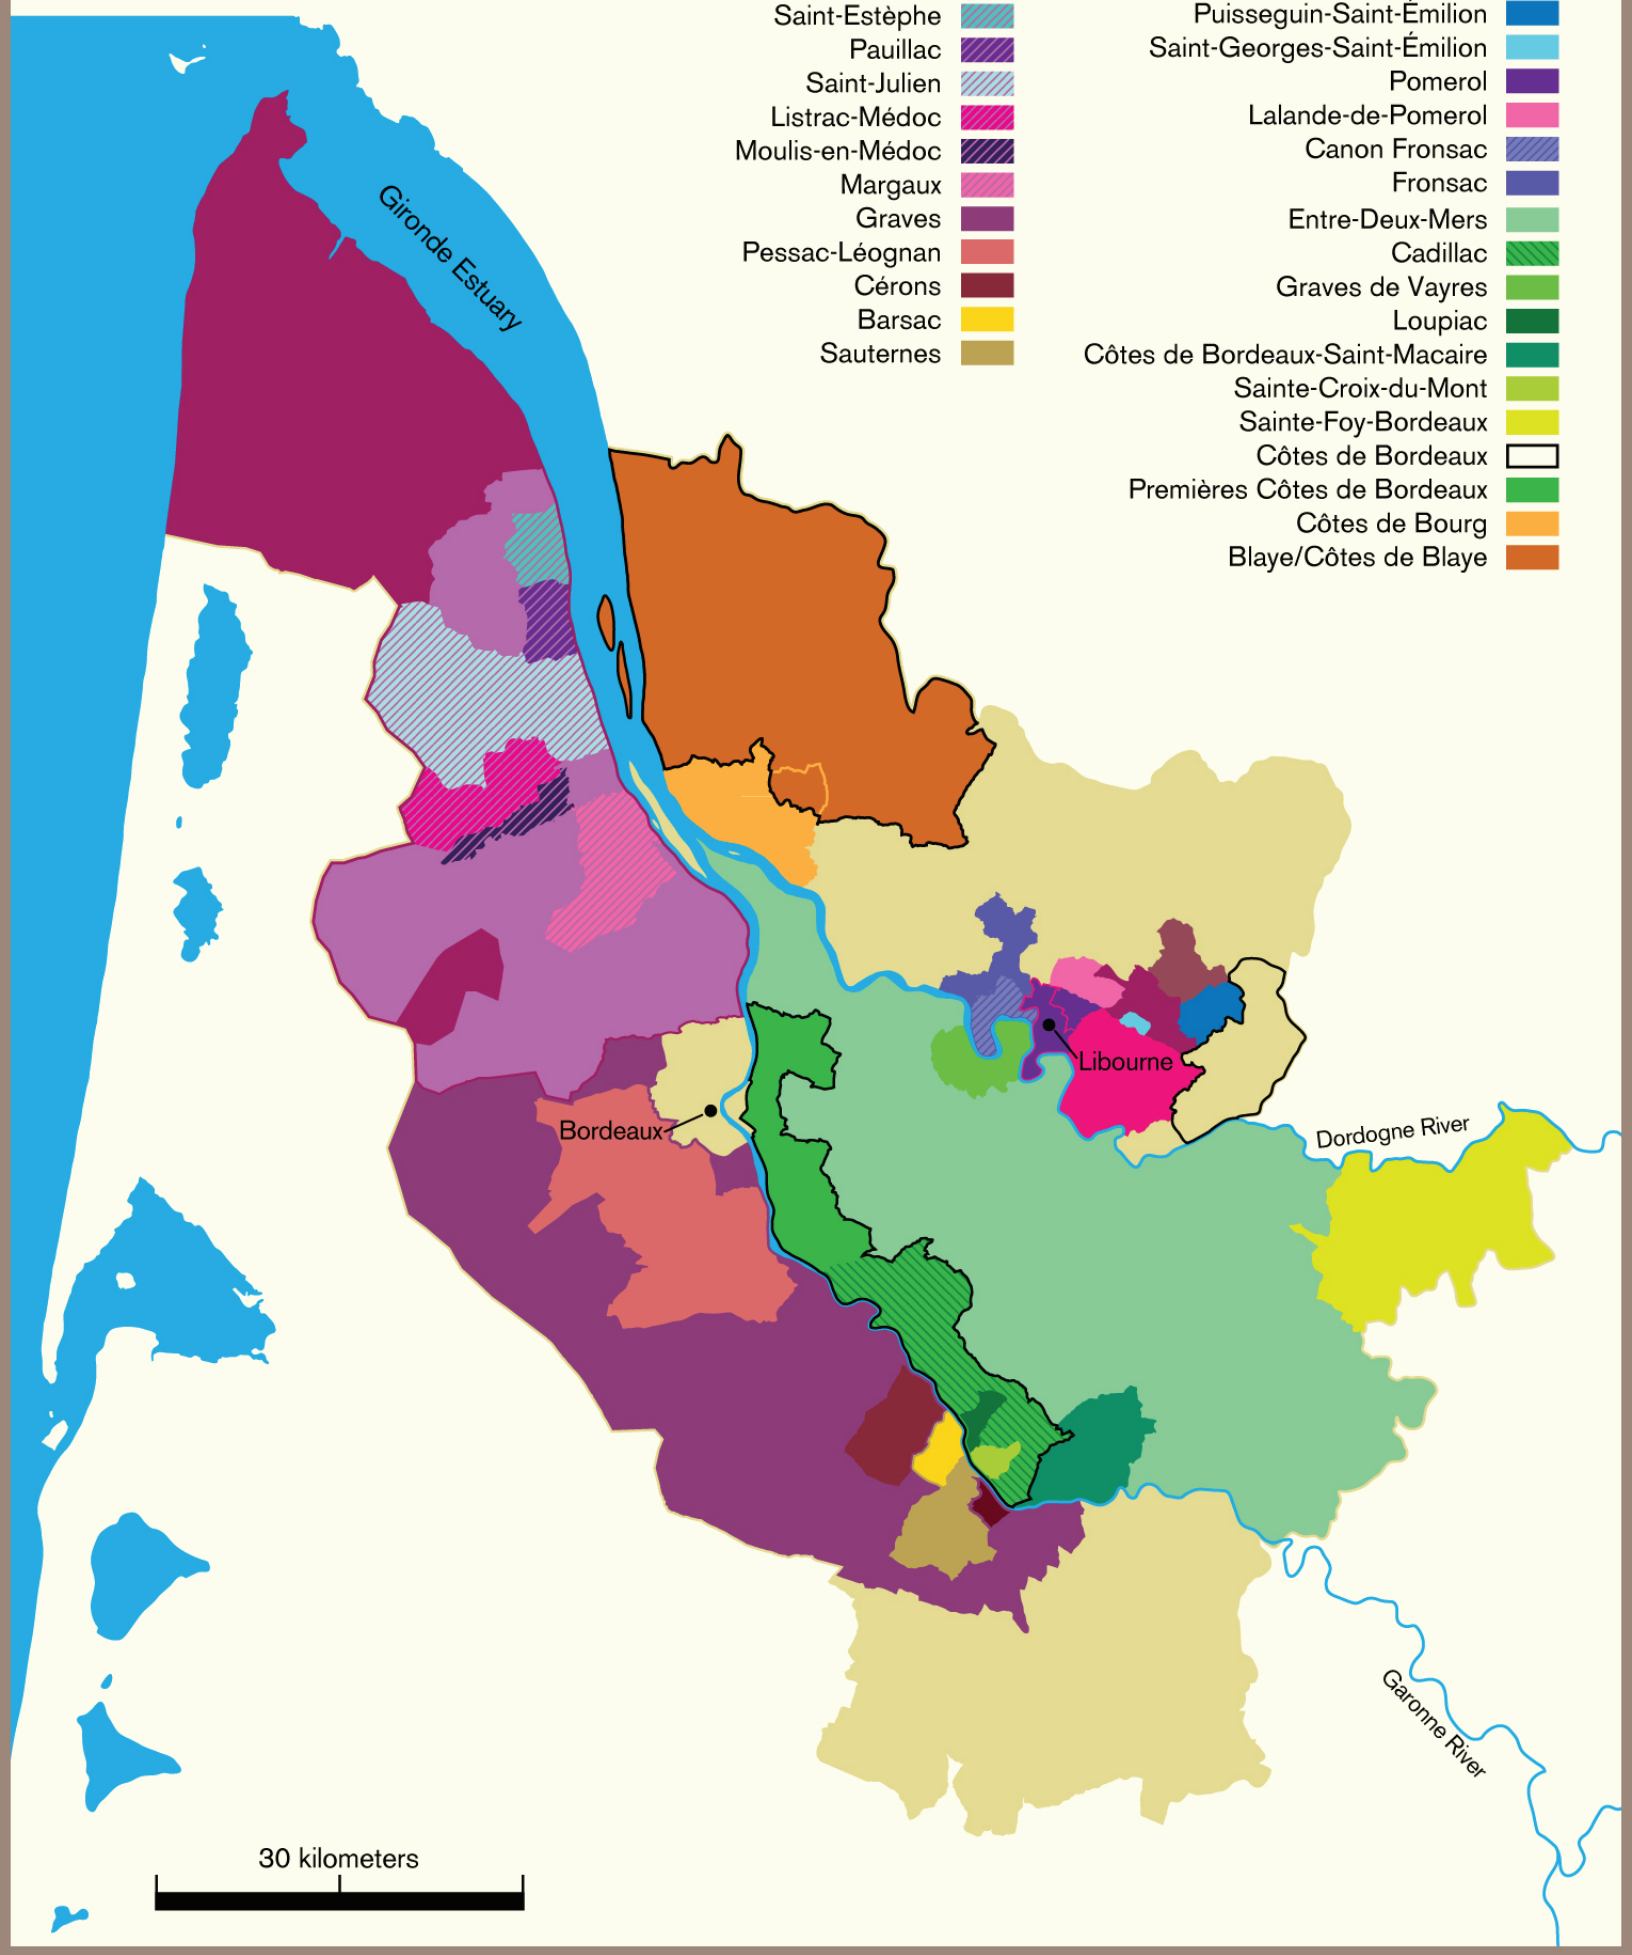 Saint-Estèphe
Pauillac
Saint-Julien
Listrac-Médoc
Moulis-en-Médoc
Margaux
Graves
Pessac-Léognan
Cérons
Barsac
Sauternes
Puisseguin-Saint-Émilion
Saint-Georges-Saint-Émilion
Pomerol
Lalande-de-Pomerol
Canon Fronsac
Fronsac
Entre-Deux-Mers
Cadillac
Graves de Vayres
Loupiac
Côtes de Bordeaux-Saint-Macaire
Sainte-Croix-du-Mont
Sainte-Foy-Bordeaux
Côtes de Bordeaux
Premières Côtes de Bordeaux
Côtes de Bourg
Blaye/Côtes de Blaye
Gironde Estuary
Libourne
Bordeaux
Dordogne River
Garonne River
30 kilometers